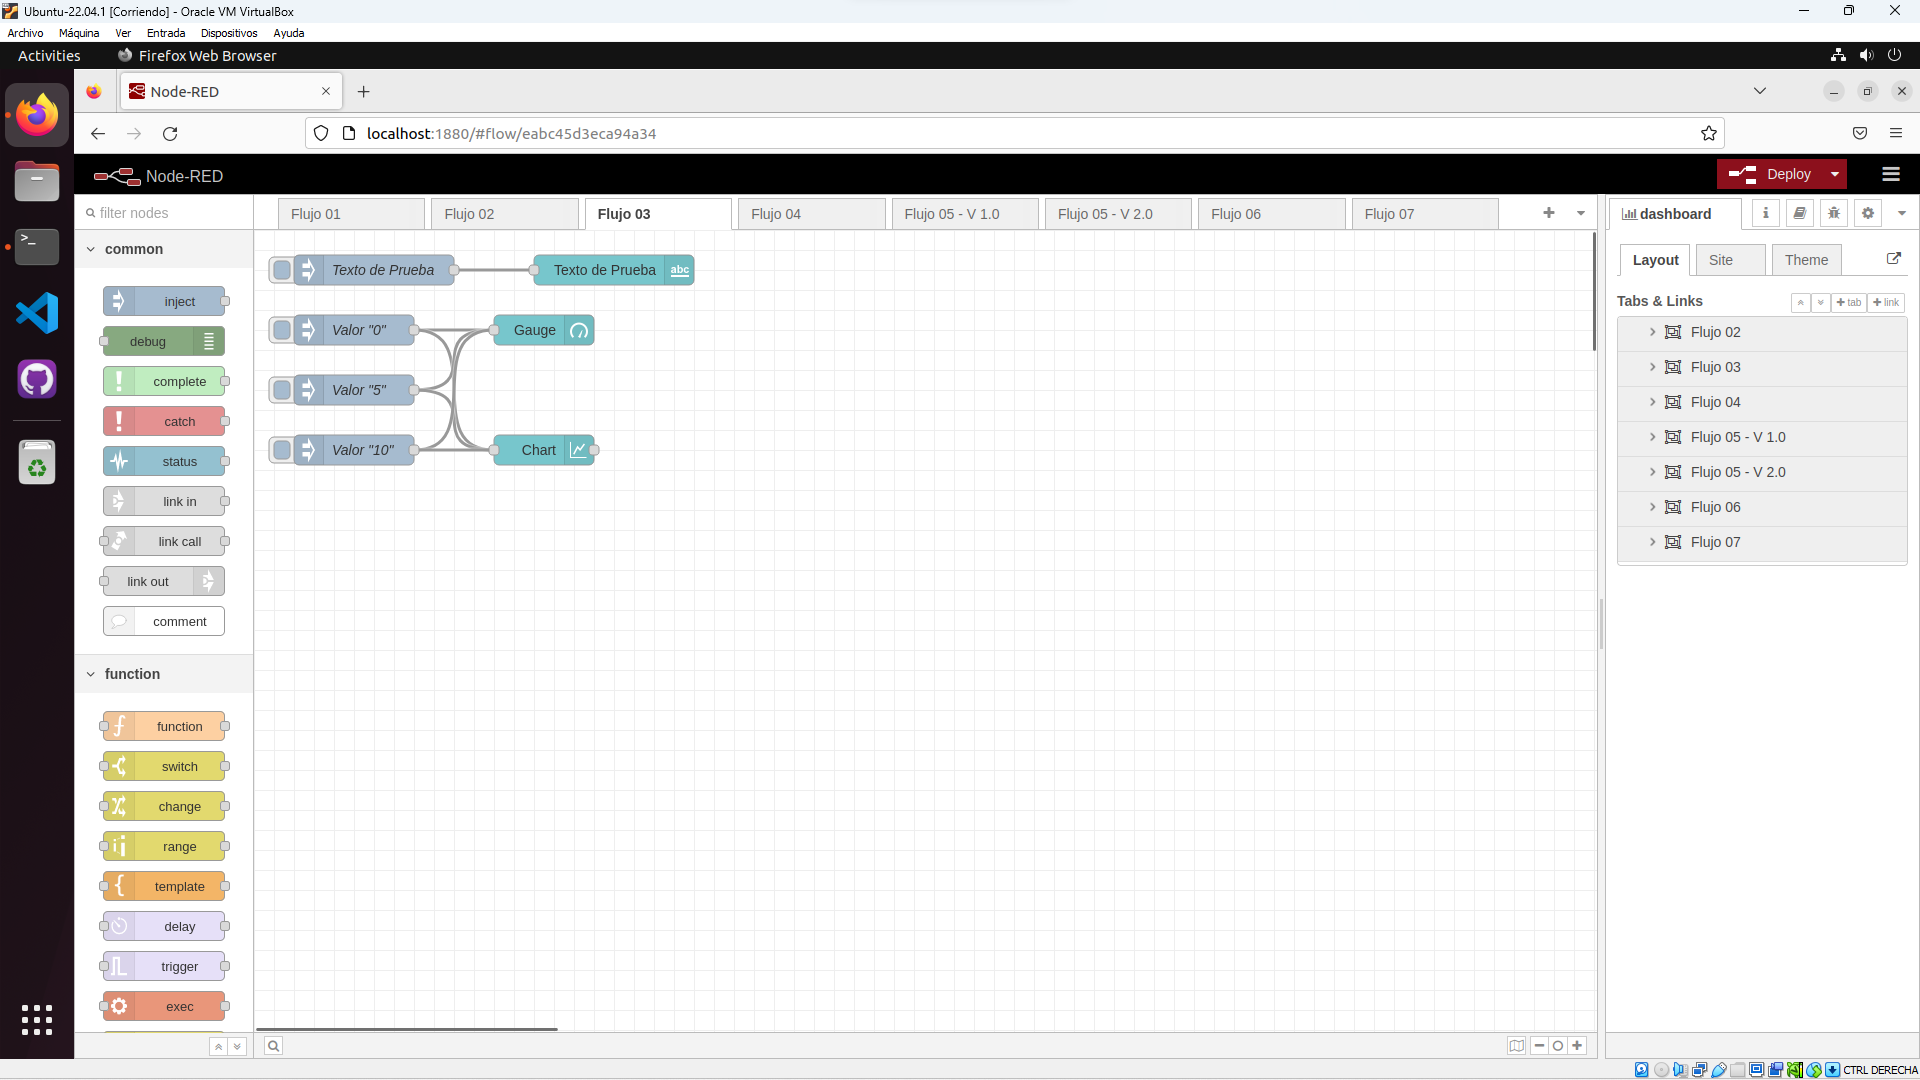 Ubuntu-22.04.1 [Corriendo] - Oracle VM VirtualBox
Archivo Máquina Ver Entrada Dispositivos Ayuda
Activities Firefox Web Browser
Node-RED
localhost:1880/#flow/eabc45d3eca94a34
Node-RED
Deploy
filter nodes
Flujo 01 Flujo 02 Flujo 03 Flujo 04 Flujo 05 - V 1.0 Flujo 05 - V 2.0 Flujo 06 Flujo 07
dashboard
common
inject
debug
complete
catch
status
link in
link call
link out
comment
function
function
switch
change
range
template
delay
trigger
exec
Texto de Prueba Texto de Prueba abc
Valor "0" Gauge
Valor "5"
Valor "10" Chart
Layout Site Theme
Tabs & Links tab link
Flujo 02
Flujo 03
Flujo 04
Flujo 05 - V 1.0
Flujo 05 - V 2.0
Flujo 06
Flujo 07
CTRL DERECHA